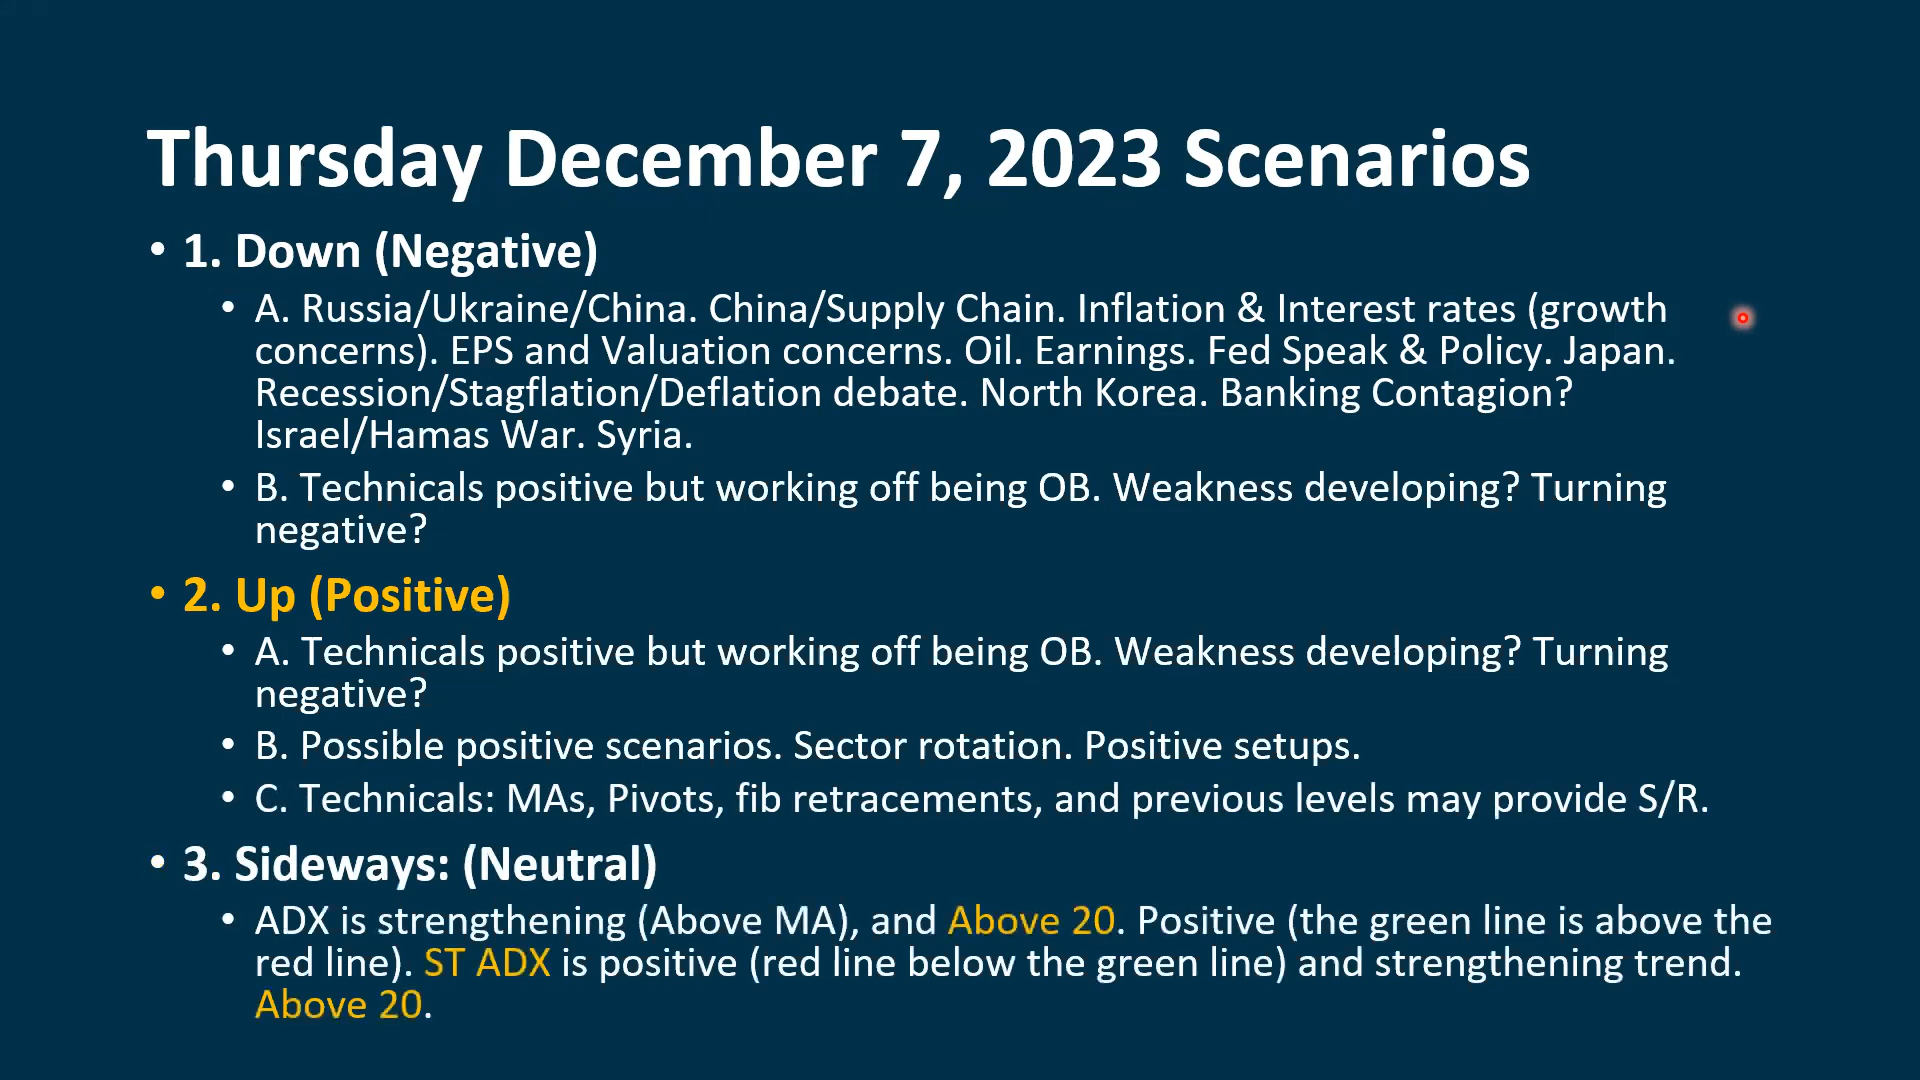 Thursday December 7, 2023 Scenarios
• 1. Down (Negative)
• A. Russia/Ukraine/China. China/Supply Chain. Inflation & Interest rates (growth
concerns). EPS and Valuation concerns. Oil. Earnings. Fed Speak & Policy. Japan.
Recession/Stagflation/Deflation debate. North Korea. Banking Contagion?
Israel/Hamas War. Syria.
• B. Technicals positive but working off being OB. Weakness developing? Turning
negative?
• 2. Up (Positive)
• A. Technicals positive but working off being OB. Weakness developing? Turning
negative?
• B. Possible positive scenarios. Sector rotation. Positive setups.
• C. Technicals: MAs, Pivots, fib retracements, and previous levels may provide S/R.
• 3. Sideways: (Neutral)
• ADX is strengthening (Above MA), and Above 20. Positive (the green line is above the
red line). ST ADX is positive (red line below the green line) and strengthening trend.
Above 20.